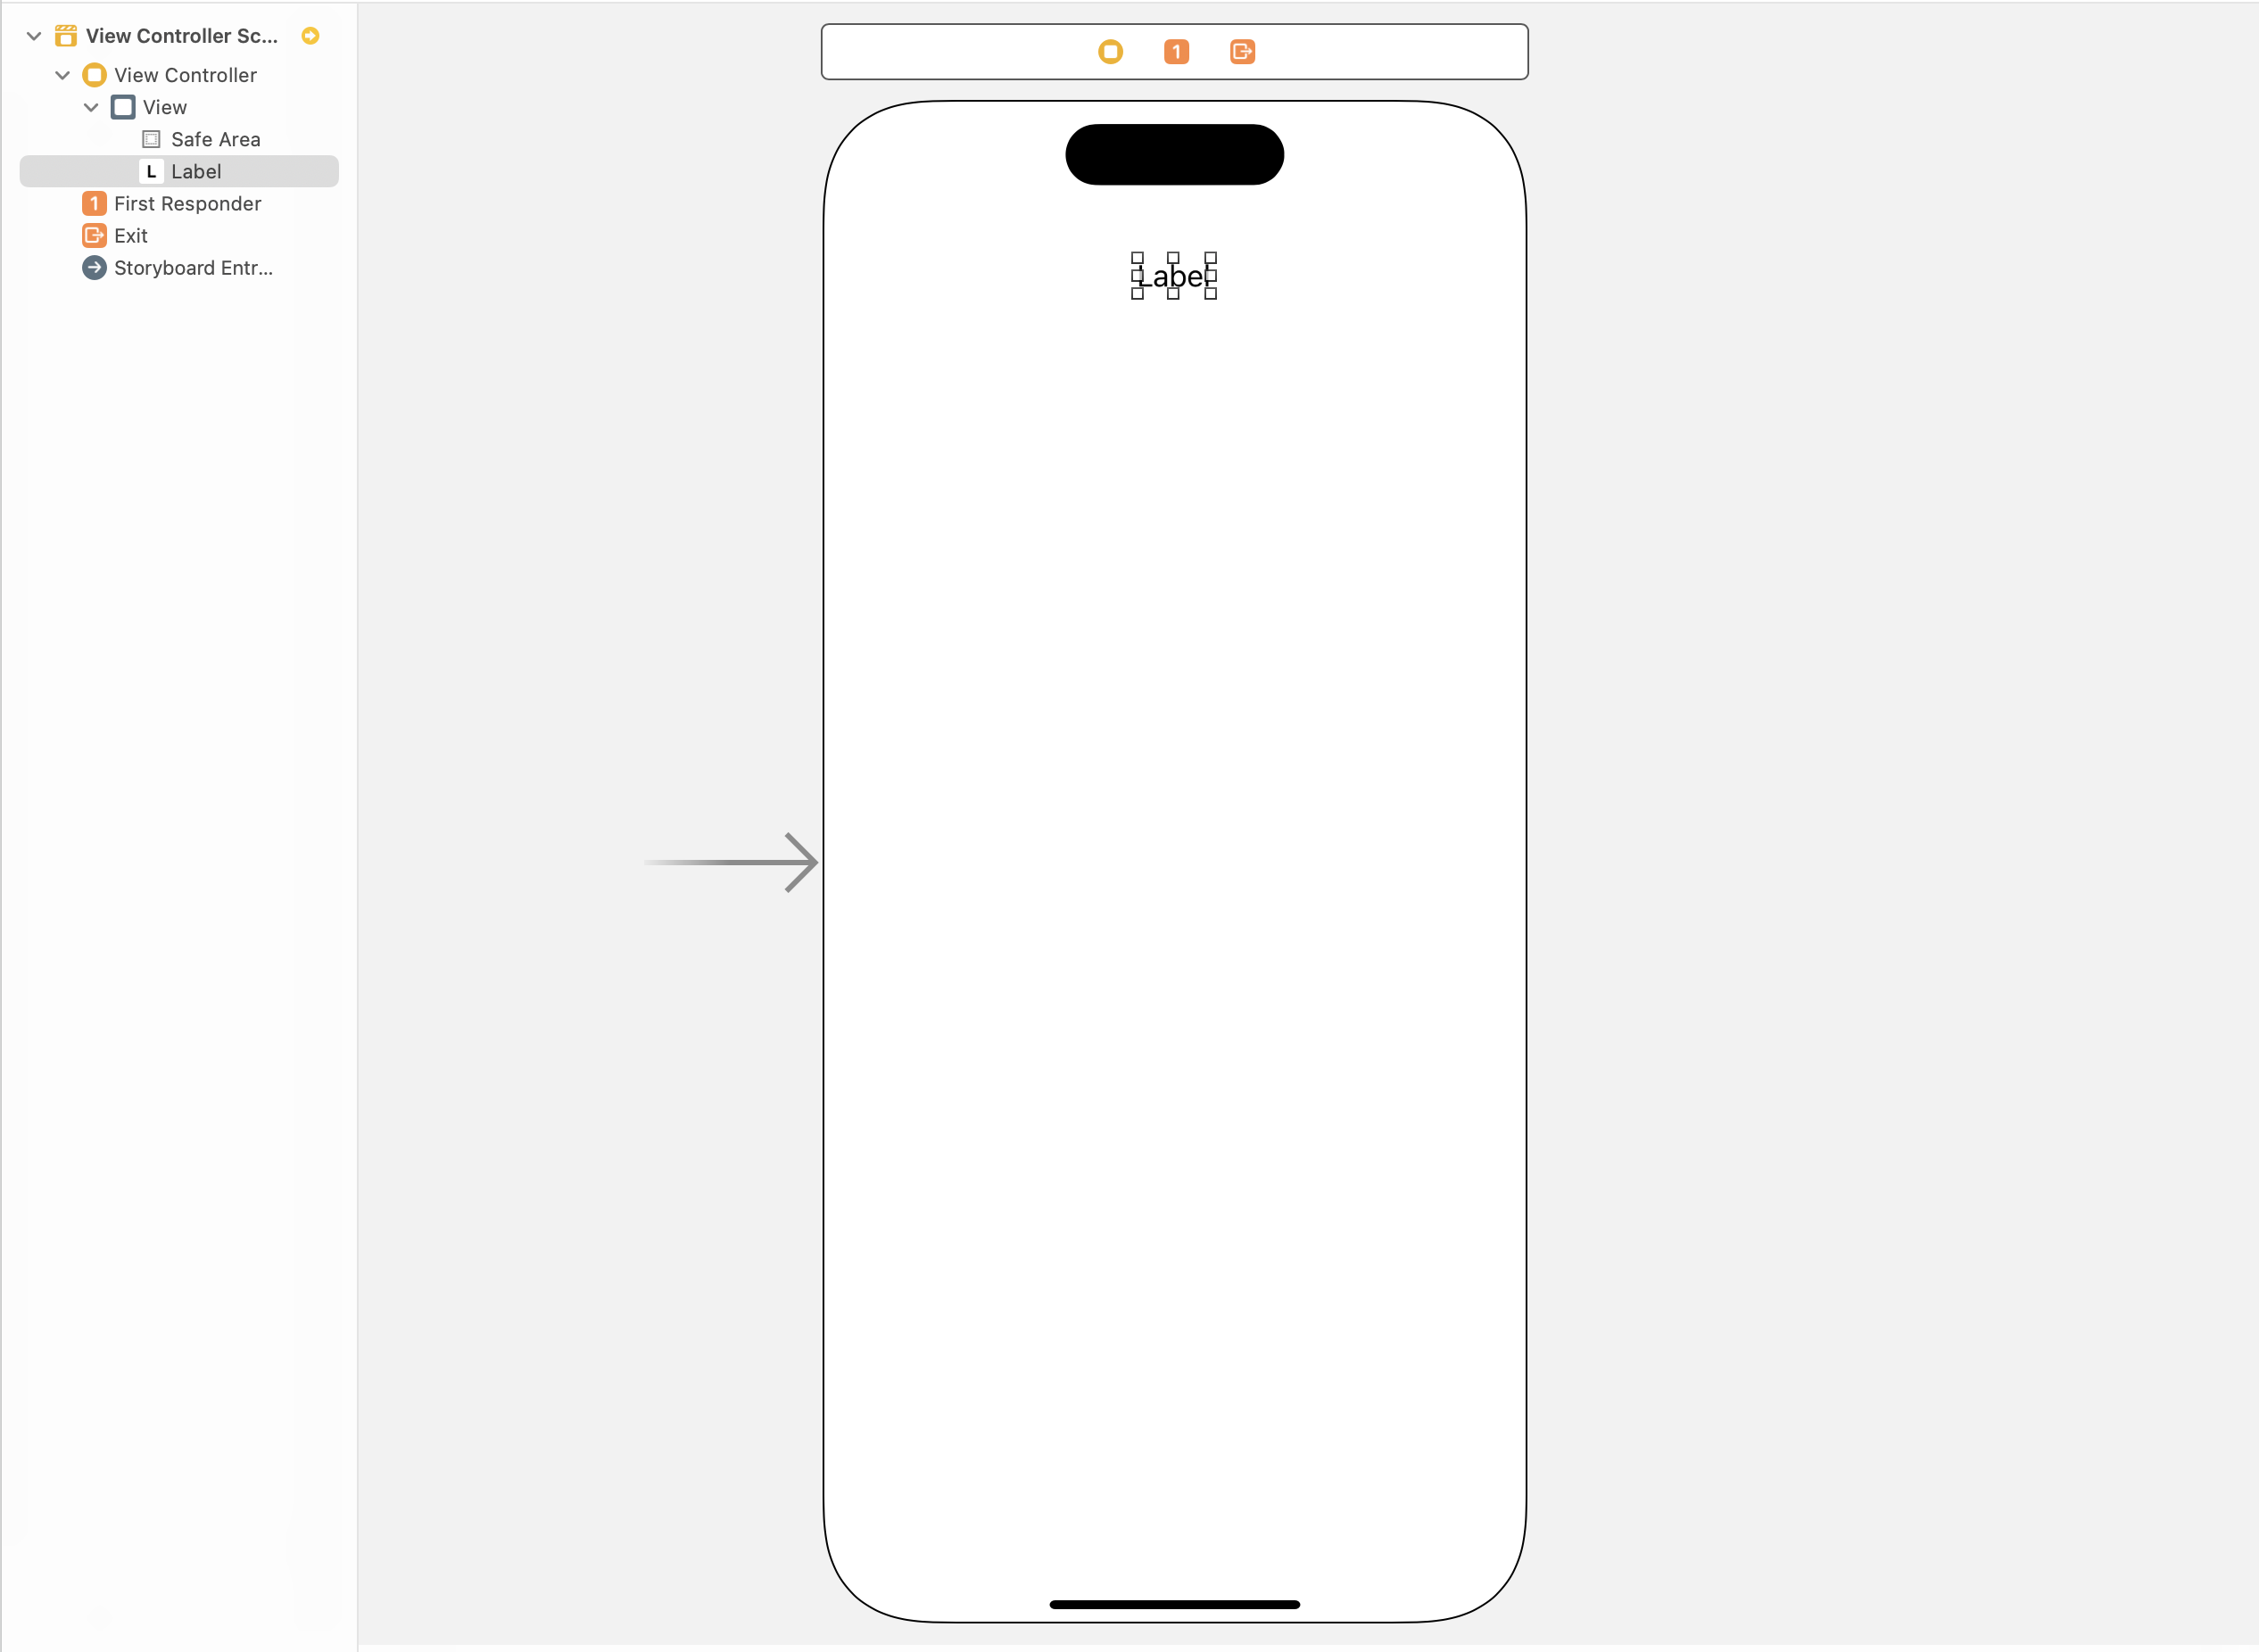 View Controller Sc...
View Controller
View
Safe Area
L Label
1 First Responder
Exit
Storyboard Entr...
1
Label